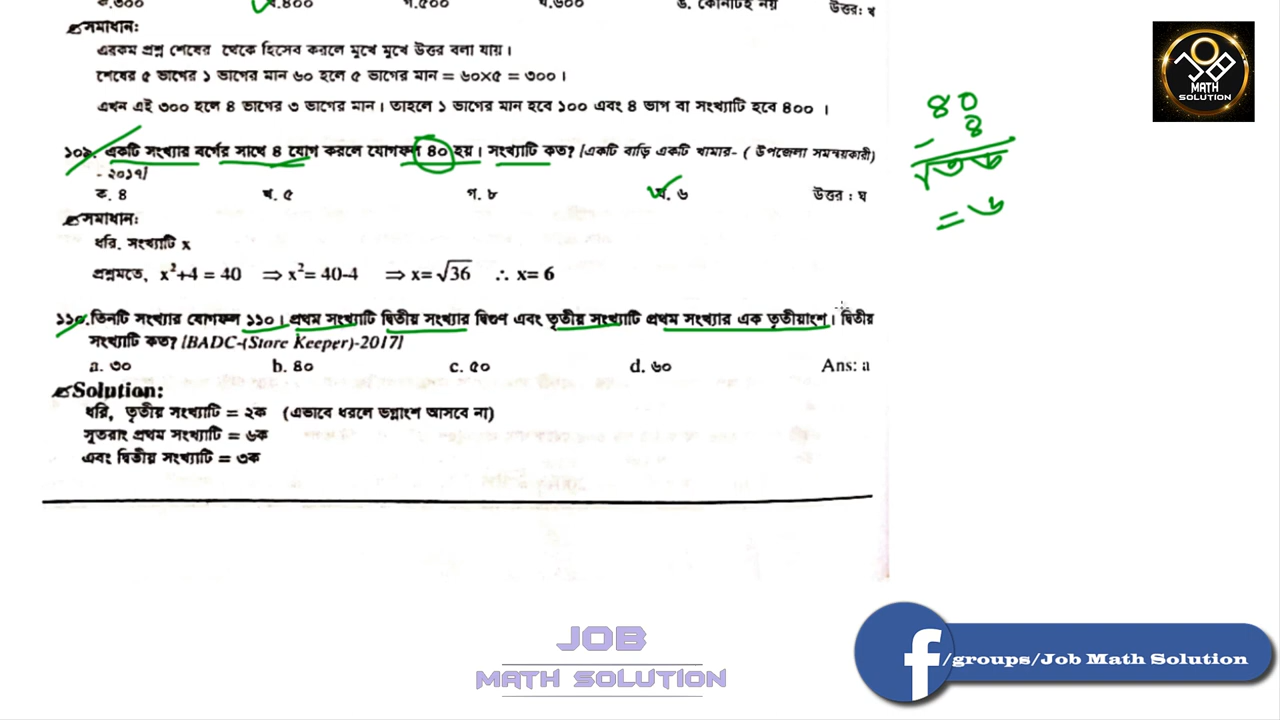 ক.৩০০ খ.৪০০ গ.৫০০ ঘ.৬০০ ঙ. কোনটিই নয় উত্তর: খ
সমাধান:
এরকম প্রশ্ন শেষের থেকে হিসেব করলে মুখে মুখে উত্তর বলা যায়।
শেষের ৫ ভাগের ১ ভাগের মান ৬০ হলে ৫ ভাগের মান = ৬০×৫ = ৩০০।
এখন এই ৩০০ হলে ৪ ভাগের ৩ ভাগের মান। তাহলে ১ ভাগের মান হবে ১০০ এবং ৪ ভাগ বা সংখ্যাটি হবে ৪০০ ।
১০৯. একটি সংখ্যার বর্গের সাথে ৪ যোগ করলে যোগফল ৪০ হয়। সংখ্যাটি কত? [একটি বাড়ি একটি খামার- ( উপজেলা সমন্বয়কারী)
- ২০১৭]
ক. ৪ খ. ৫ গ. ৮ ঘ. ৬ উত্তর : ঘ
সমাধান:
ধরি, সংখ্যাটি x
প্রশ্নমতে, x²+4 = 40 ⇒ x²= 40-4 ⇒ x= √36 ∴ x= 6
১১০. তিনটি সংখ্যার যোগফল ১১০। প্রথম সংখ্যাটি দ্বিতীয় সংখ্যার দ্বিগুণ এবং তৃতীয় সংখ্যাটি প্রথম সংখ্যার এক তৃতীয়াংশ। দ্বিতীয়
সংখ্যাটি কত? [BADC-(Store Keeper)-2017]
a. ৩০ b. ৪০ c. ৫০ d. ৬০ Ans: a
Solution:
ধরি, তৃতীয় সংখ্যাটি = ২ক (এভাবে ধরলে ভগ্নাংশ আসবে না)
সুতরাং প্রথম সংখ্যাটি = ৬ক
এবং দ্বিতীয় সংখ্যাটি = ৩ক
৪০
- ৪
√৩৬
= ৬
JOB
MATH
SOLUTION
JOB
MATH SOLUTION
f/groups/Job Math Solution